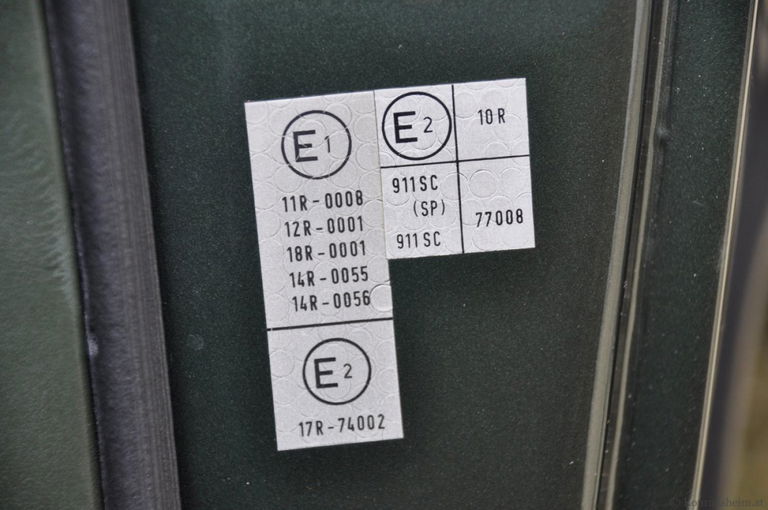 E1
11R-0008
12R-0001
18R-0001
14R-0055
14R-0056
E2
17R-74002
E2
10R
911SC
(SP)
911SC
77008